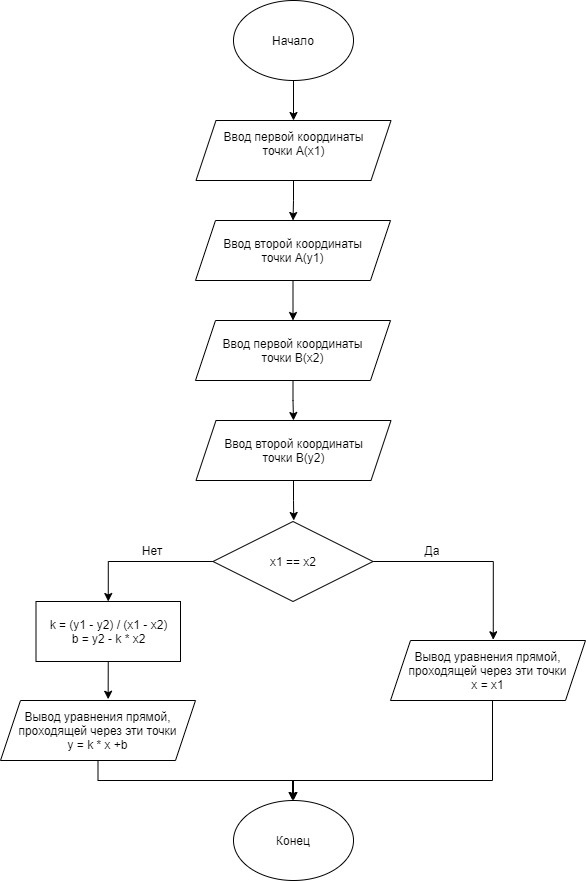 Начало
Ввод первой координаты
точки A(x1)
Ввод второй координаты
точки A(y1)
Ввод первой координаты
точки B(x2)
Ввод второй координаты
точки B(y2)
Нет
x1 == x2
Да
k = (y1 - y2) / (x1 - x2)
b = y2 - k * x2
Вывод уравнения прямой,
проходящей через эти точки
x = x1
Вывод уравнения прямой,
проходящей через эти точки
y = k * x +b
Конец